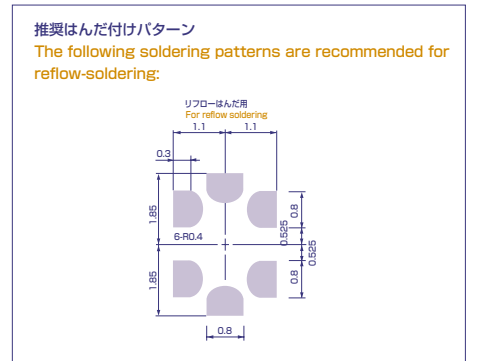 推奨はんだ付けパターン
The following soldering patterns are recommended for
reflow-soldering:
リフローはんだ用
For reflow soldering
1.1 1.1
0.3
1.85
0.8
6-R0.4
0.525
0.525
1.85
0.8
0.8